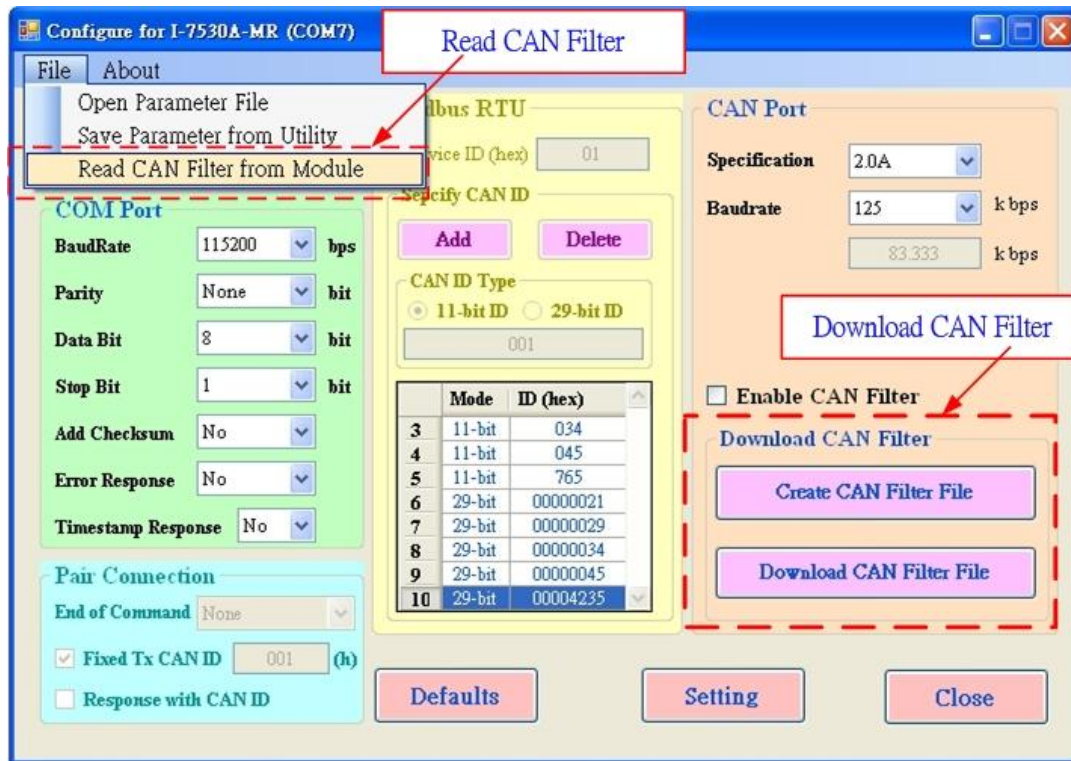 Configure for I-7530A-MR (COM7)
Read CAN Filter
File About
Open Parameter File
Save Parameter from Utility
Read CAN Filter from Module
COM Port
BaudRate 115200 bps
Parity None bit
Data Bit 8 bit
Stop Bit 1 bit
Add Checksum No
Error Response No
Timestamp Response No
Pair Connection
End of Command None
Fixed Tx CAN ID 001 (h)
Response with CAN ID
dbus RTU
vice ID (hex) 01
Sepcify CAN ID
Add Delete
CAN ID Type
11-bit ID 29-bit ID
001
Mode ID (hex)
3 11-bit 034
4 11-bit 045
5 11-bit 765
6 29-bit 00000021
7 29-bit 00000029
8 29-bit 00000034
9 29-bit 00000045
10 29-bit 00004235
CAN Port
Specification 2.0A
Baudrate 125 k bps
83.333 k bps
Download CAN Filter
Enable CAN Filter
Download CAN Filter
Create CAN Filter File
Download CAN Filter File
Defaults Setting Close